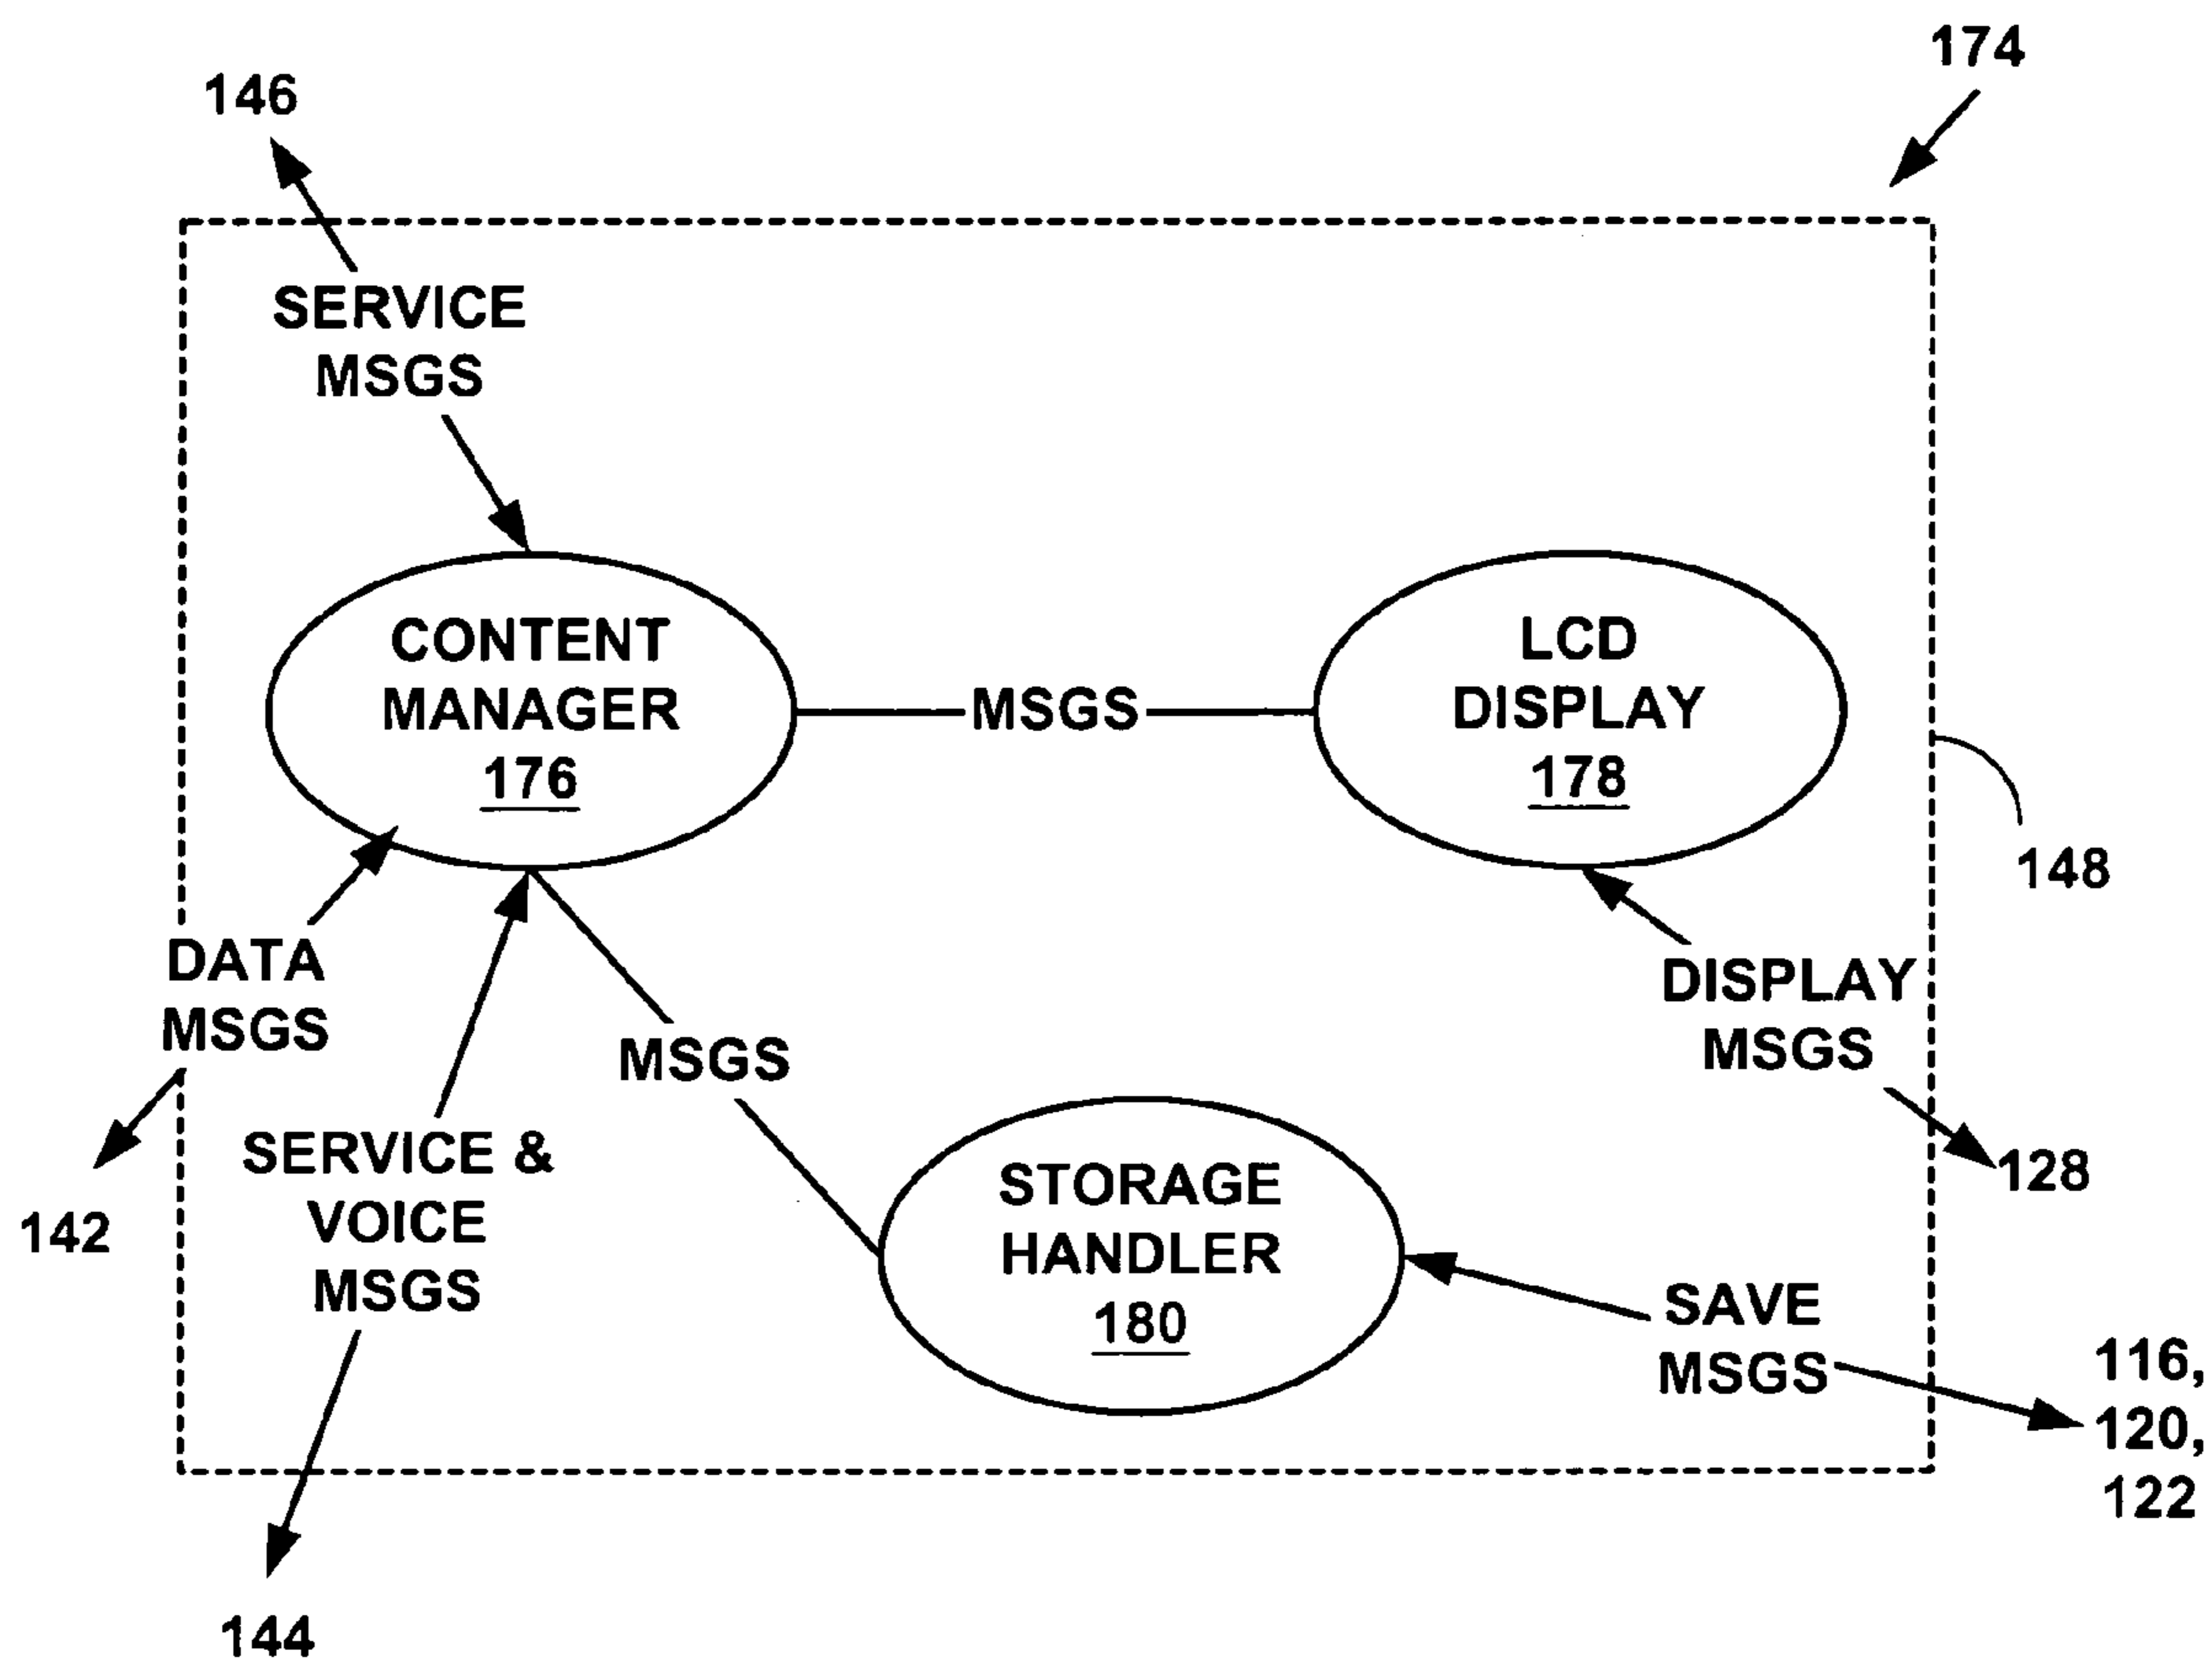 174
146
SERVICE
MSGS
CONTENT
MANAGER
176
MSGS
LCD
DISPLAY
178
148
DATA
MSGS
142
SERVICE &
VOICE
MSGS
144
MSGS
STORAGE
HANDLER
180
DISPLAY
MSGS
128
SAVE
MSGS
116,
120,
122